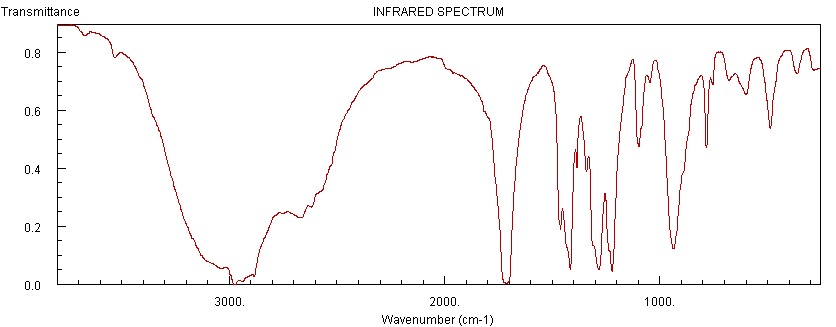 Transmittance INFRARED SPECTRUM
0.8
0.6
0.4
0.2
0.0
3000. 2000. 1000.
Wavenumber (cm-1)